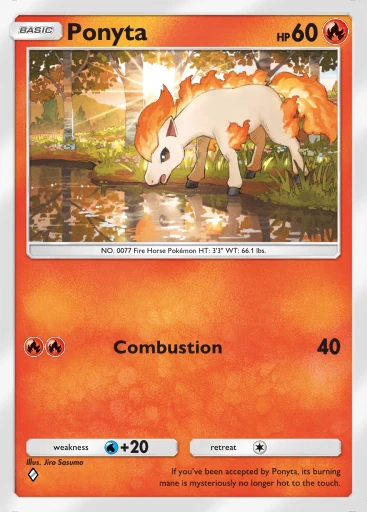 BASIC
Ponyta
HP 60
NO. 0077 Fire Horse Pokémon HT: 3'3" WT: 66.1 lbs.
Combustion 40
weakness +20 retreat
Illus. Jiro Sasumo
If you've been accepted by Ponyta, its burning
mane is mysteriously no longer hot to the touch.